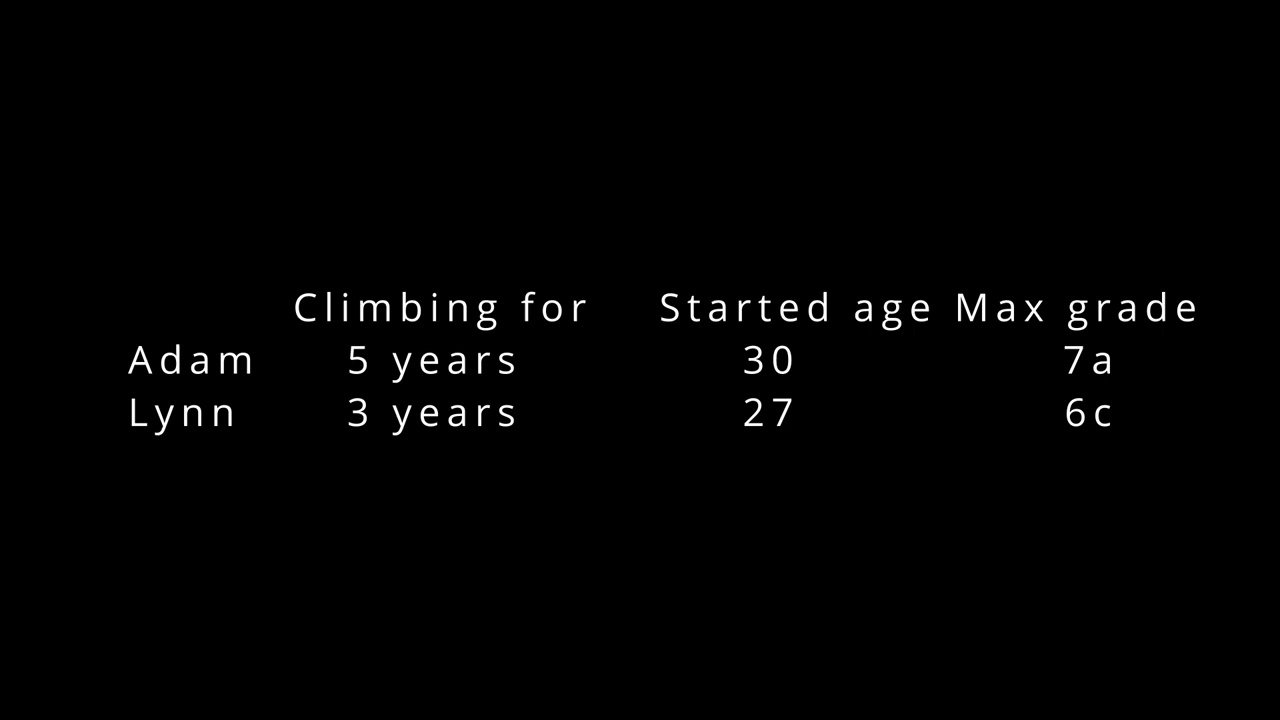 Climbing for Started age Max grade
Adam 5 years 30 7a
Lynn 3 years 27 6c